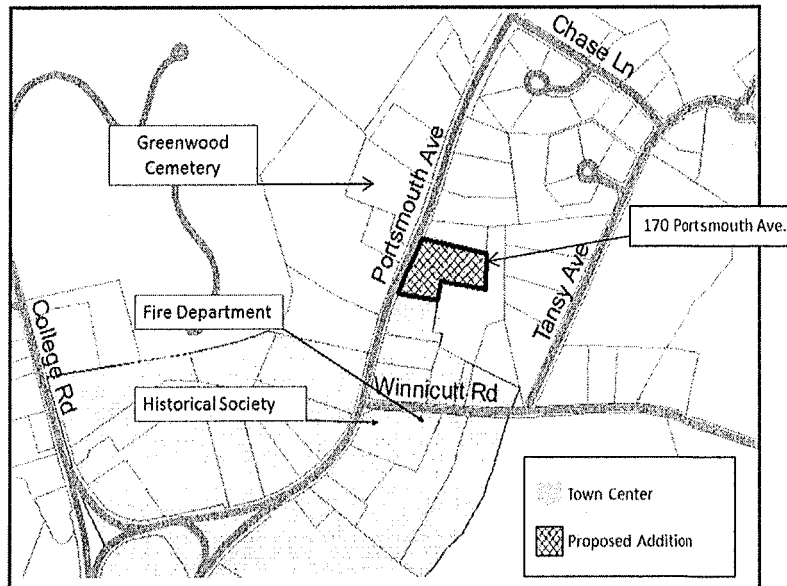 Chase Ln
Greenwood
Cemetery
Portsmouth Ave
170 Portsmouth Ave.
Fire Department
Tansy Ave
College Rd
Historical Society
Winnicutt Rd
Town Center
Proposed Addition